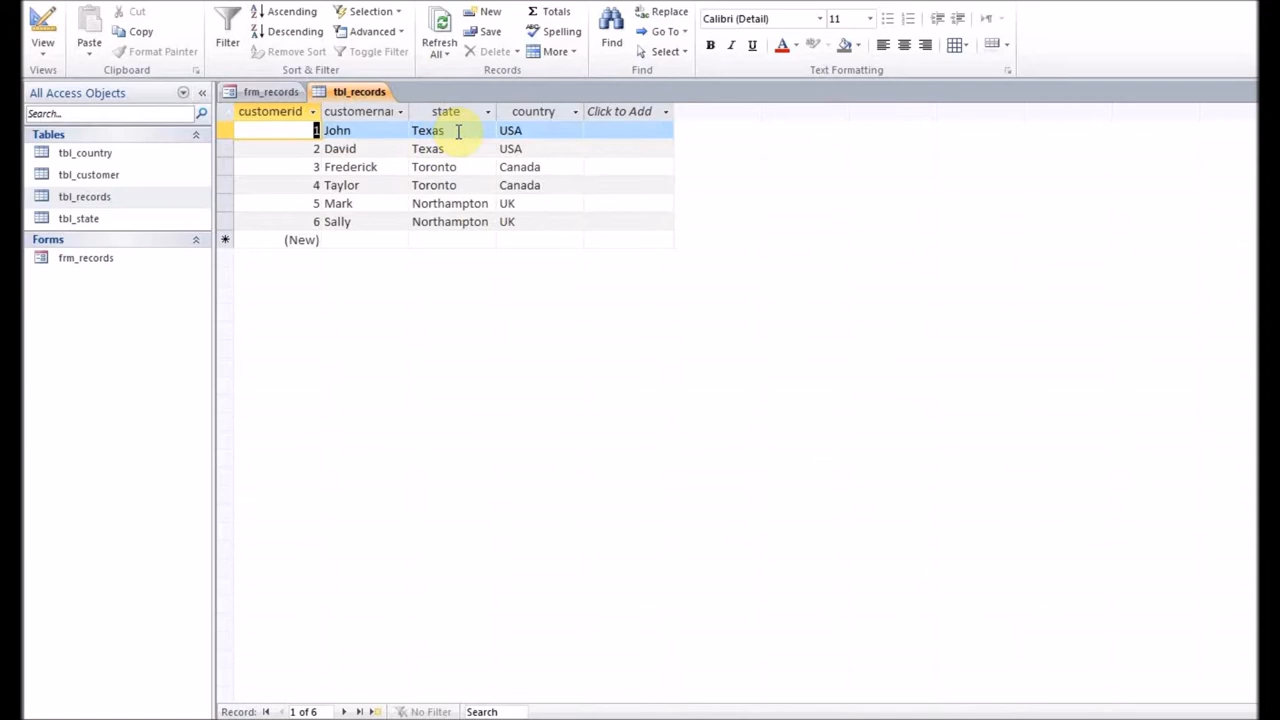 View
Views
Paste
Cut
Copy
Format Painter
Clipboard
Filter
Ascending
Descending
Remove Sort
Selection
Advanced
Toggle Filter
Sort & Filter
Refresh
All
New
Save
Delete
Totals
Spelling
More
Records
Find
Replace
Go To
Select
Find
Calibri (Detail)
11
B I U A
Text Formatting
All Access Objects
Search...
Tables
tbl_country
tbl_customer
tbl_records
tbl_state
Forms
frm_records
frm_records tbl_records
customerid customernai state country Click to Add
1 John Texas USA
2 David Texas USA
3 Frederick Toronto Canada
4 Taylor Toronto Canada
5 Mark Northampton UK
6 Sally Northampton UK
(New)
Record: 1 of 6 No Filter Search